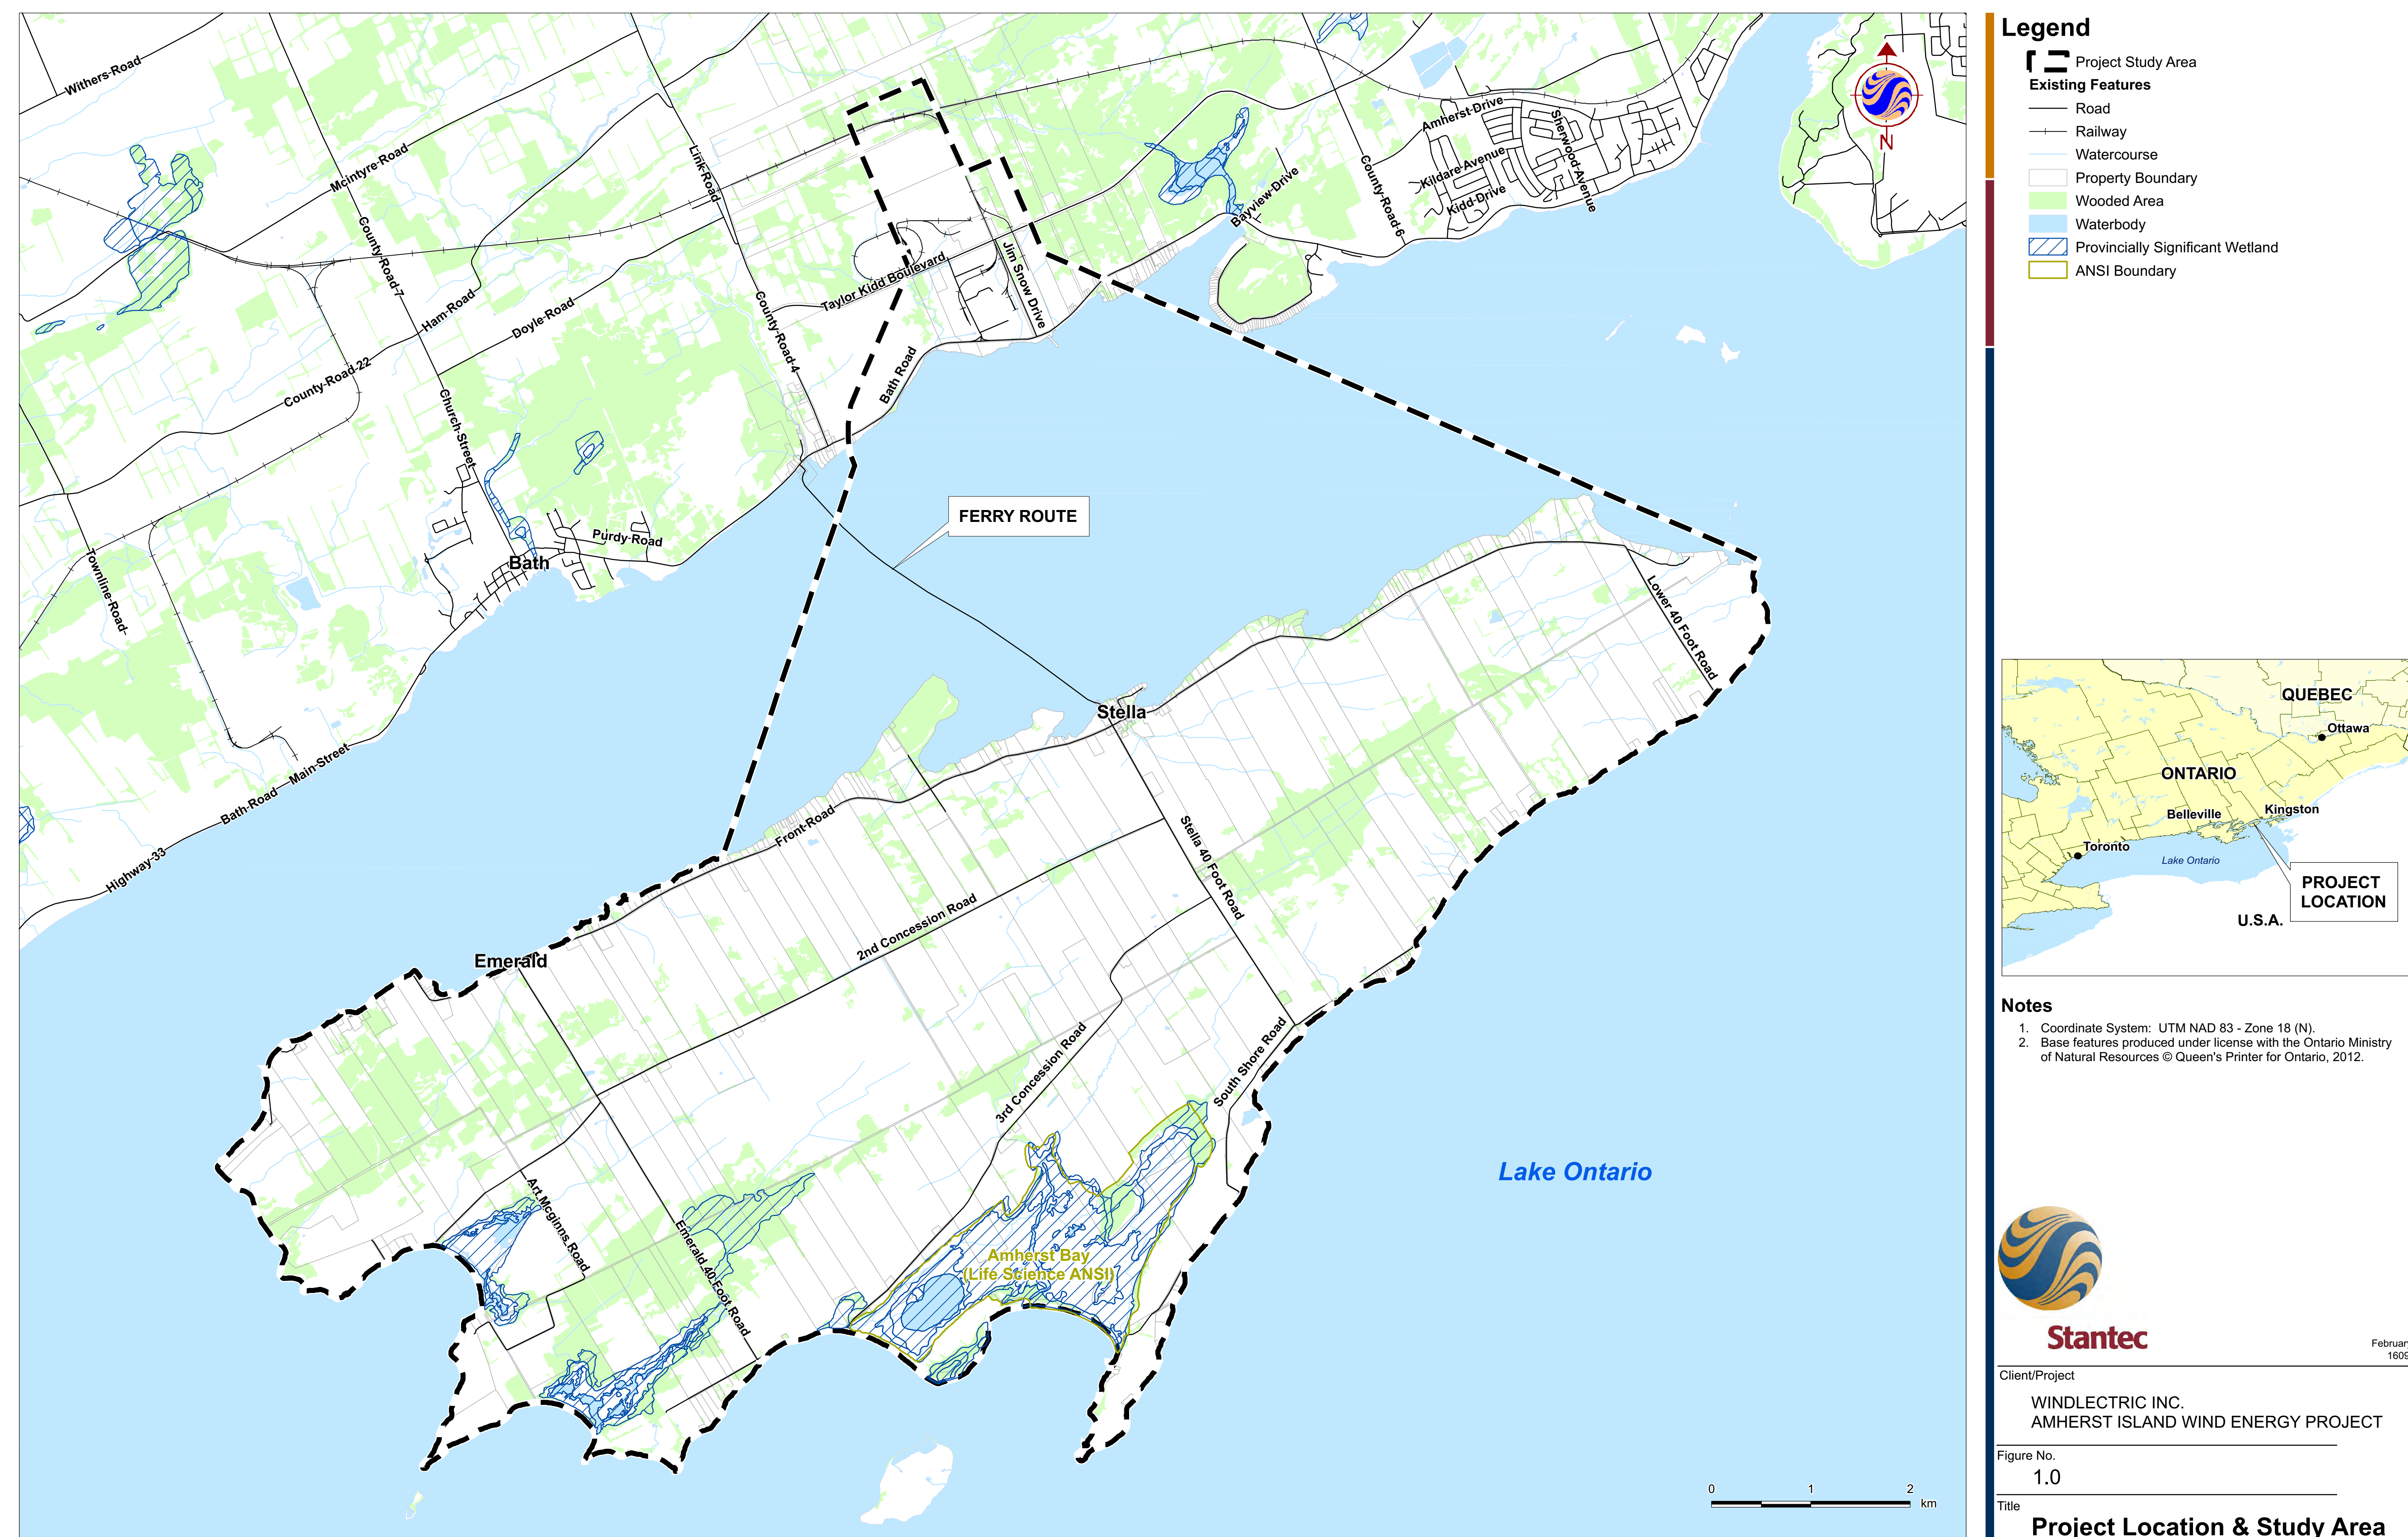 Withers Road
Mcintyre Road
Link Road
County Road 7
Ham Road
Doyle Road
County Road 22
Church Street
County Road 4
Taylor Kidd Boulevard
Jim Snow Drive
Bath Road
Bayview Drive
County Road 6
Amherst Drive
Kildare Avenue
Kidd Drive
Sherwood Avenue
Townline Road
Bath
Purdy Road
FERRY ROUTE
Main Street
Bath Road
Highway 33
Lower 40 Foot Road
Stella
Front Road
Stella 40 Foot Road
2nd Concession Road
Emerald
3rd Concession Road
South Shore Road
Art Mcginns Road
Emerald 40 Foot Road
Amherst Bay
(Life Science ANSI)
Lake Ontario
0 1 2
km
N
Legend
Project Study Area
Existing Features
Road
Railway
Watercourse
Property Boundary
Wooded Area
Waterbody
Provincially Significant Wetland
ANSI Boundary
QUEBEC
Ottawa
ONTARIO
Kingston
Belleville
Toronto
Lake Ontario
PROJECT
LOCATION
U.S.A.
Notes
1. Coordinate System: UTM NAD 83 - Zone 18 (N).
2. Base features produced under license with the Ontario Ministry
of Natural Resources © Queen's Printer for Ontario, 2012.
Stantec
February
1609
Client/Project
WINDLECTRIC INC.
AMHERST ISLAND WIND ENERGY PROJECT
Figure No.
1.0
Title
Project Location & Study Area